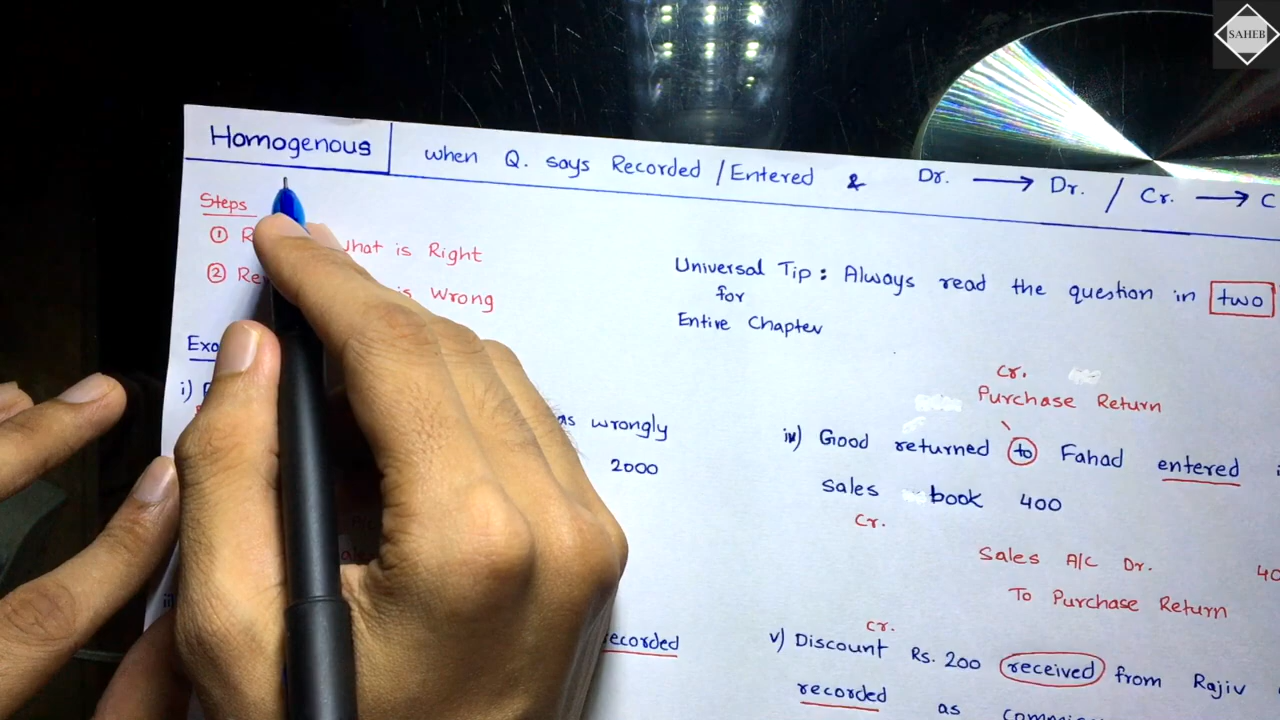 SAHEB
Homogenous when Q. says Recorded / Entered & Dr. → Dr. / Cr. → C
Steps
① what is Right
② is Wrong
Universal Tip : Always read the question in two
for
Entire Chapter
i)
as wrongly
2000
recorded
Cr.
Purchase Return
iv) Good returned to Fahad entered
sales book 400
Cr.
Sales A/c Dr.
To Purchase Return
Cr.
v) Discount Rs. 200 received from Rajiv
recorded as